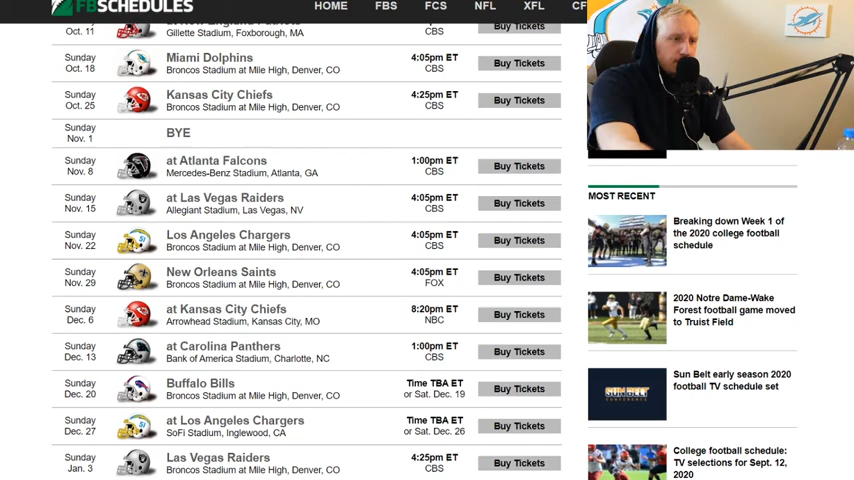 FBSCHEDULES
HOME FBS FCS NFL XFL CF
Sunday at New England Patriots
Oct. 11 Gillette Stadium, Foxborough, MA CBS Buy Tickets
Sunday Miami Dolphins 4:05pm ET
Oct. 18 Broncos Stadium at Mile High, Denver, CO CBS Buy Tickets
Sunday Kansas City Chiefs 4:25pm ET
Oct. 25 Broncos Stadium at Mile High, Denver, CO CBS Buy Tickets
Sunday BYE
Nov. 1
Sunday at Atlanta Falcons 1:00pm ET
Nov. 8 Mercedes-Benz Stadium, Atlanta, GA CBS Buy Tickets
Sunday at Las Vegas Raiders 4:05pm ET
Nov. 15 Allegiant Stadium, Las Vegas, NV CBS Buy Tickets
Sunday Los Angeles Chargers 4:05pm ET
Nov. 22 Broncos Stadium at Mile High, Denver, CO CBS Buy Tickets
Sunday New Orleans Saints 4:05pm ET
Nov. 29 Broncos Stadium at Mile High, Denver, CO FOX Buy Tickets
Sunday at Kansas City Chiefs 8:20pm ET
Dec. 6 Arrowhead Stadium, Kansas City, MO NBC Buy Tickets
Sunday at Carolina Panthers 1:00pm ET
Dec. 13 Bank of America Stadium, Charlotte, NC CBS Buy Tickets
Sunday Buffalo Bills Time TBA ET
Dec. 20 Broncos Stadium at Mile High, Denver, CO or Sat. Dec. 19 Buy Tickets
Sunday at Los Angeles Chargers Time TBA ET
Dec. 27 SoFi Stadium, Inglewood, CA or Sat. Dec. 26 Buy Tickets
Sunday Las Vegas Raiders 4:25pm ET
Jan. 3 Broncos Stadium at Mile High, Denver, CO CBS Buy Tickets
MOST RECENT
Breaking down Week 1 of
the 2020 college football
schedule
2020 Notre Dame-Wake
Forest football game moved
to Truist Field
SUN BELT
CONFERENCE
Sun Belt early season 2020
football TV schedule set
College football schedule:
TV selections for Sept. 12,
2020